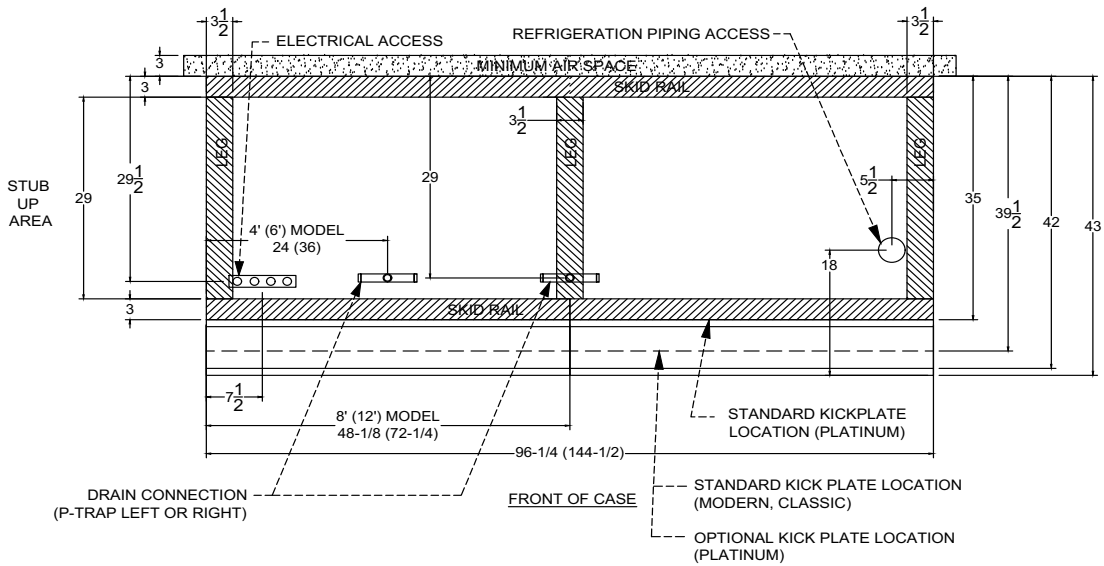 3 1/2
ELECTRICAL ACCESS
REFRIGERATION PIPING ACCESS
3 1/2
3
MINIMUM AIR SPACE
3
SKID RAIL
STUB
UP
AREA
29
29 1/2
LEG
3 1/2
LEG
29
LEG
5 1/2
35
39 1/2
42
43
4' (6') MODEL
24 (36)
18
3
SKID RAIL
7 1/2
8' (12') MODEL
48-1/8 (72-1/4)
96-1/4 (144-1/2)
STANDARD KICKPLATE
LOCATION (PLATINUM)
DRAIN CONNECTION
(P-TRAP LEFT OR RIGHT)
FRONT OF CASE
STANDARD KICK PLATE LOCATION
(MODERN, CLASSIC)
OPTIONAL KICK PLATE LOCATION
(PLATINUM)